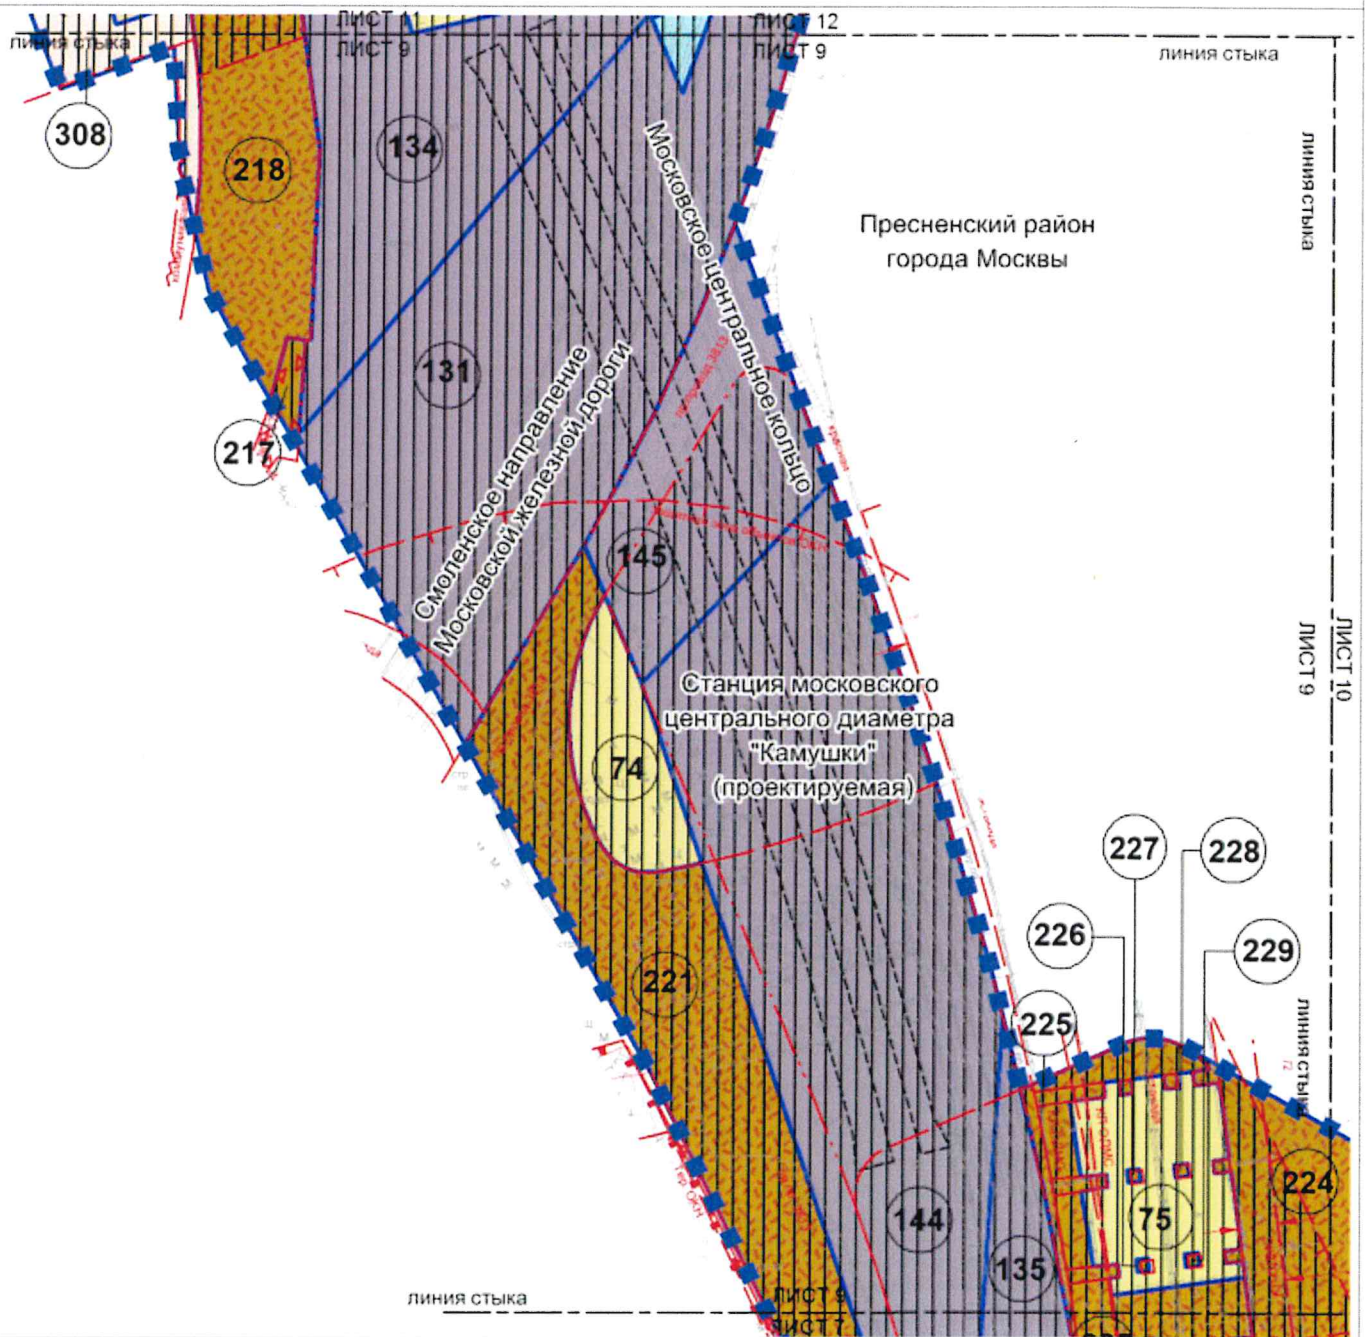 ЛИСТ 11
ЛИСТ 12
линия стыка
ЛИСТ 9
ЛИСТ 9
линия стыка
308
218
134
линия стыка
Московское центральное кольцо
Пресненский район
города Москвы
131
217
Смоленское направление
Московской железной дороги
145
ЛИСТ 9
ЛИСТ 10
Станция московского
центрального диаметра
"Камушки"
(проектируемая)
74
227
228
226
229
221
225
линия стыка
224
144
75
135
линия стыка
ЛИСТ 9
ЛИСТ 7